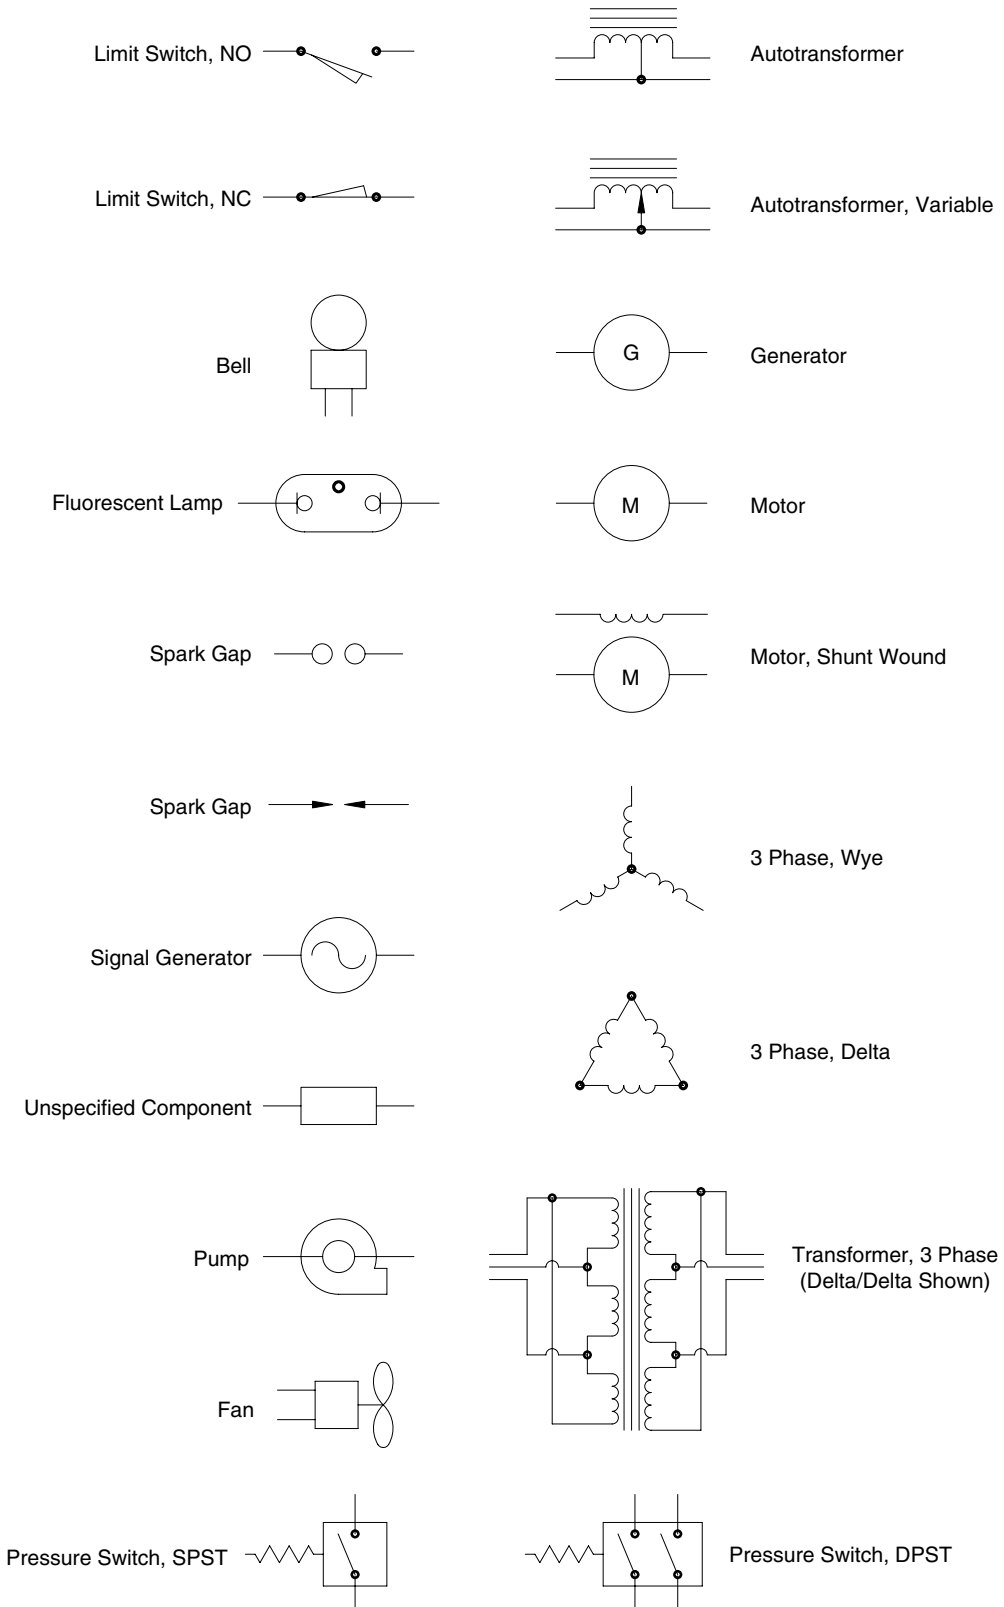 Limit Switch, NO
Autotransformer
Limit Switch, NC
Autotransformer, Variable
Bell
G
Generator
Fluorescent Lamp
M
Motor
Spark Gap
M
Motor, Shunt Wound
Spark Gap
3 Phase, Wye
Signal Generator
3 Phase, Delta
Unspecified Component
Pump
Transformer, 3 Phase
(Delta/Delta Shown)
Fan
Pressure Switch, SPST
Pressure Switch, DPST